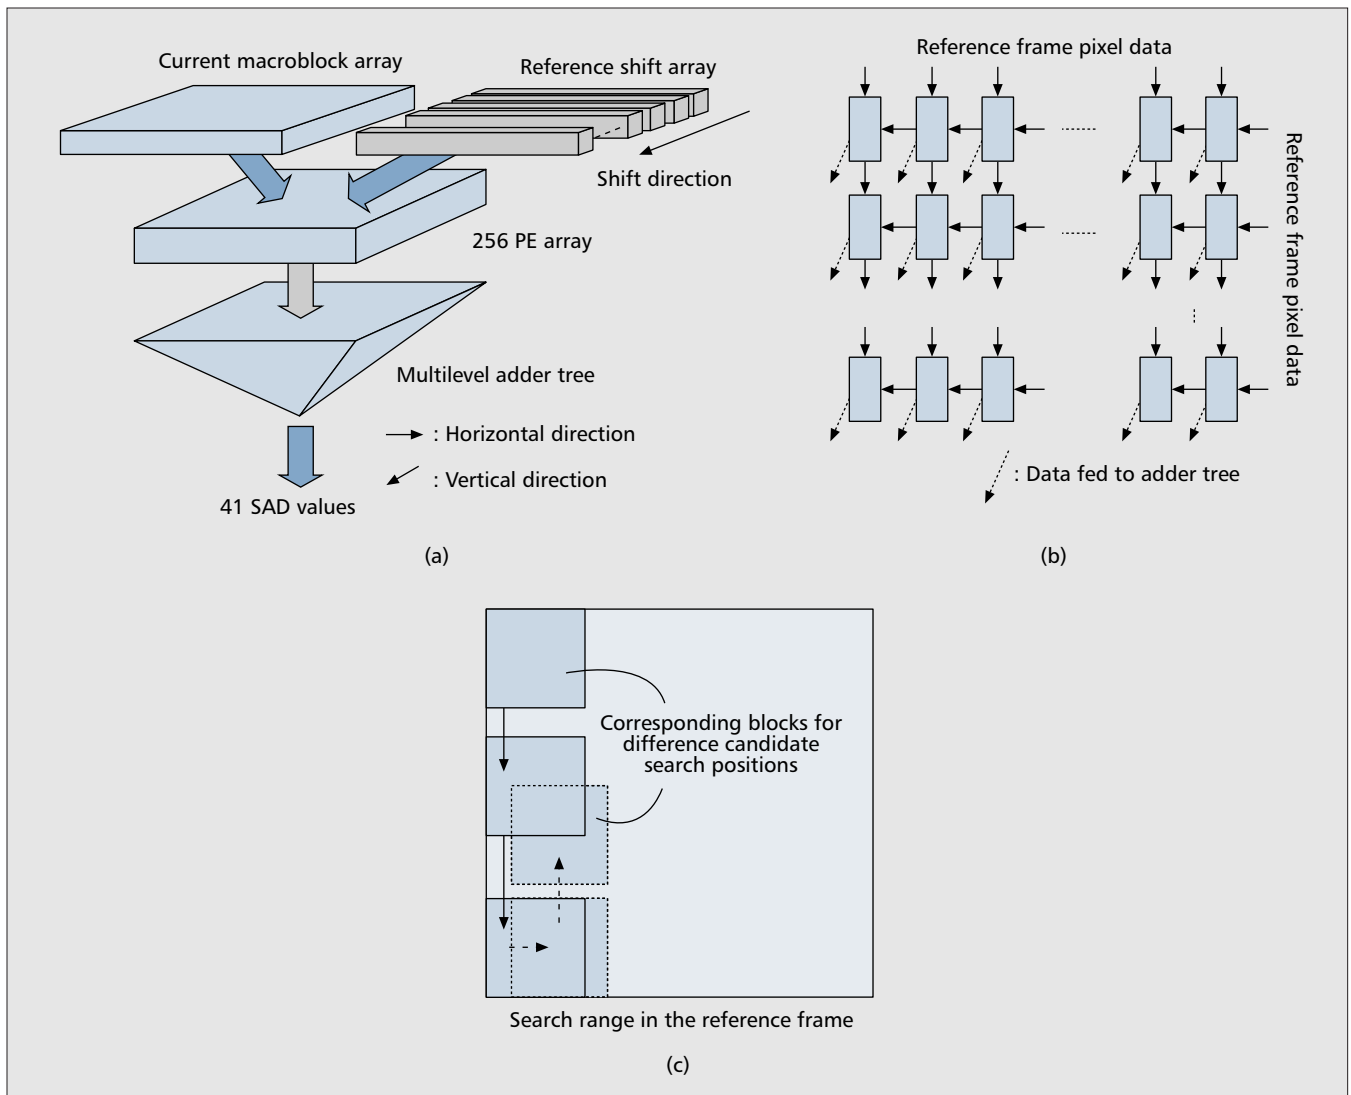 Current macroblock array
Reference shift array
Shift direction
256 PE array
Multilevel adder tree
: Horizontal direction
: Vertical direction
41 SAD values
(a)
Reference frame pixel data
Reference frame pixel data
: Data fed to adder tree
(b)
Corresponding blocks for
difference candidate
search positions
Search range in the reference frame
(c)